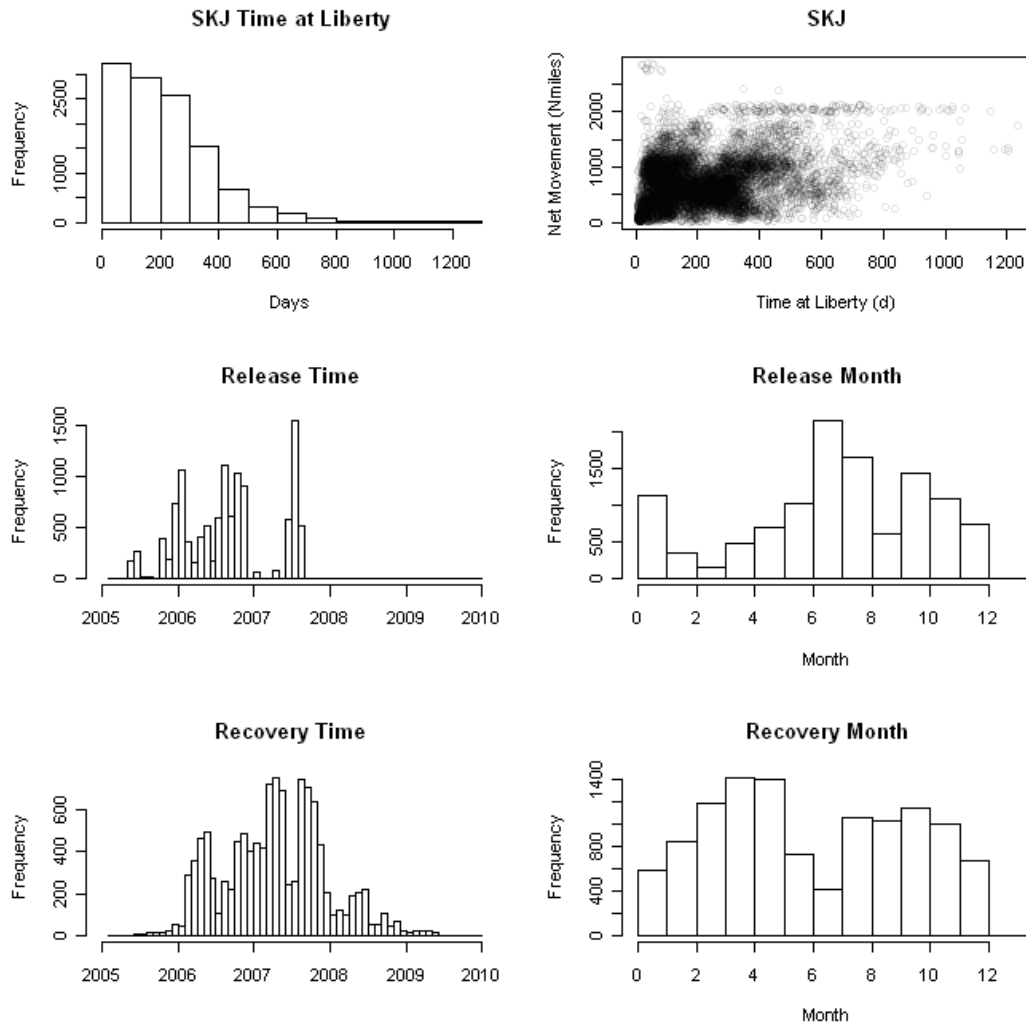 SKJ Time at Liberty
Frequency
0 1000 2500
0 200 400 600 800 1000 1200
Days
SKJ
Net Movement (Nmiles)
0 1000 2000
0 200 400 600 800 1000 1200
Time at Liberty (d)
Release Time
Frequency
0 500 1000 1500
2005 2006 2007 2008 2009 2010
Release Month
Frequency
0 500 1500
0 2 4 6 8 10 12
Month
Recovery Time
Frequency
0 200 400 600
2005 2006 2007 2008 2009 2010
Recovery Month
Frequency
0 400 800 1400
0 2 4 6 8 10 12
Month